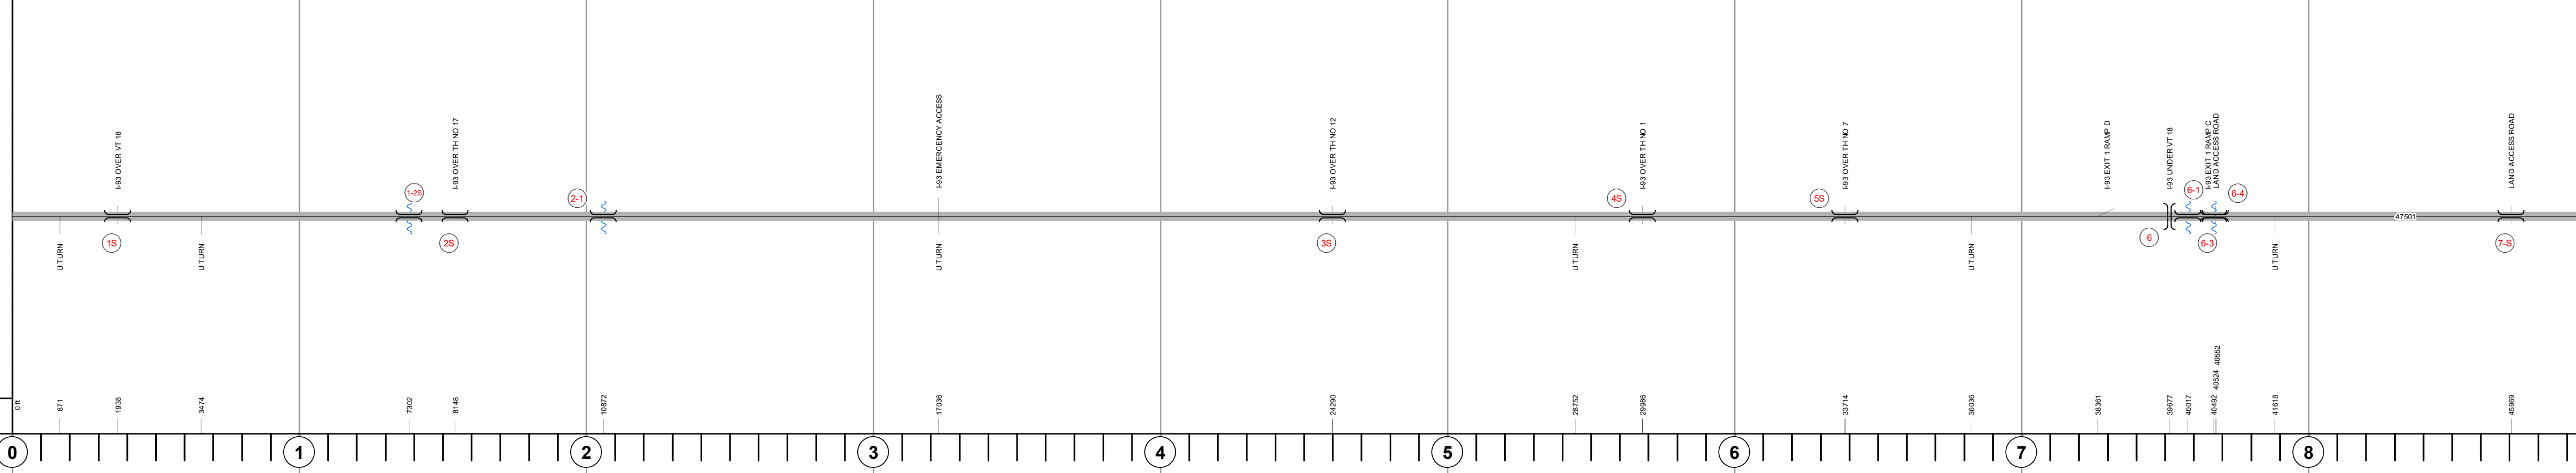 I-93 OVER VT 18
I-93 OVER TH NO 17
I-93 EMERCENCY ACCESS
I-93 OVER TH NO 12
I-93 OVER TH NO 1
I-93 OVER TH NO 7
I-93 EXIT 1 RAMP D
I-93 UNDER VT 18
I-93 EXIT 1 RAMP C
LAND ACCESS ROAD
LAND ACCESS ROAD
1-2S
2-1
4S
5S
6-1
6-4
47501
1S
2S
3S
6
6-3
7-S
U TURN
U TURN
U TURN
U TURN
U TURN
U TURN
0 ft
871
1938
3474
7302
8148
10872
17036
24290
28752
29986
33714
36036
38361
39677
40017
40492
40524
40552
41618
45969
0
1
2
3
4
5
6
7
8